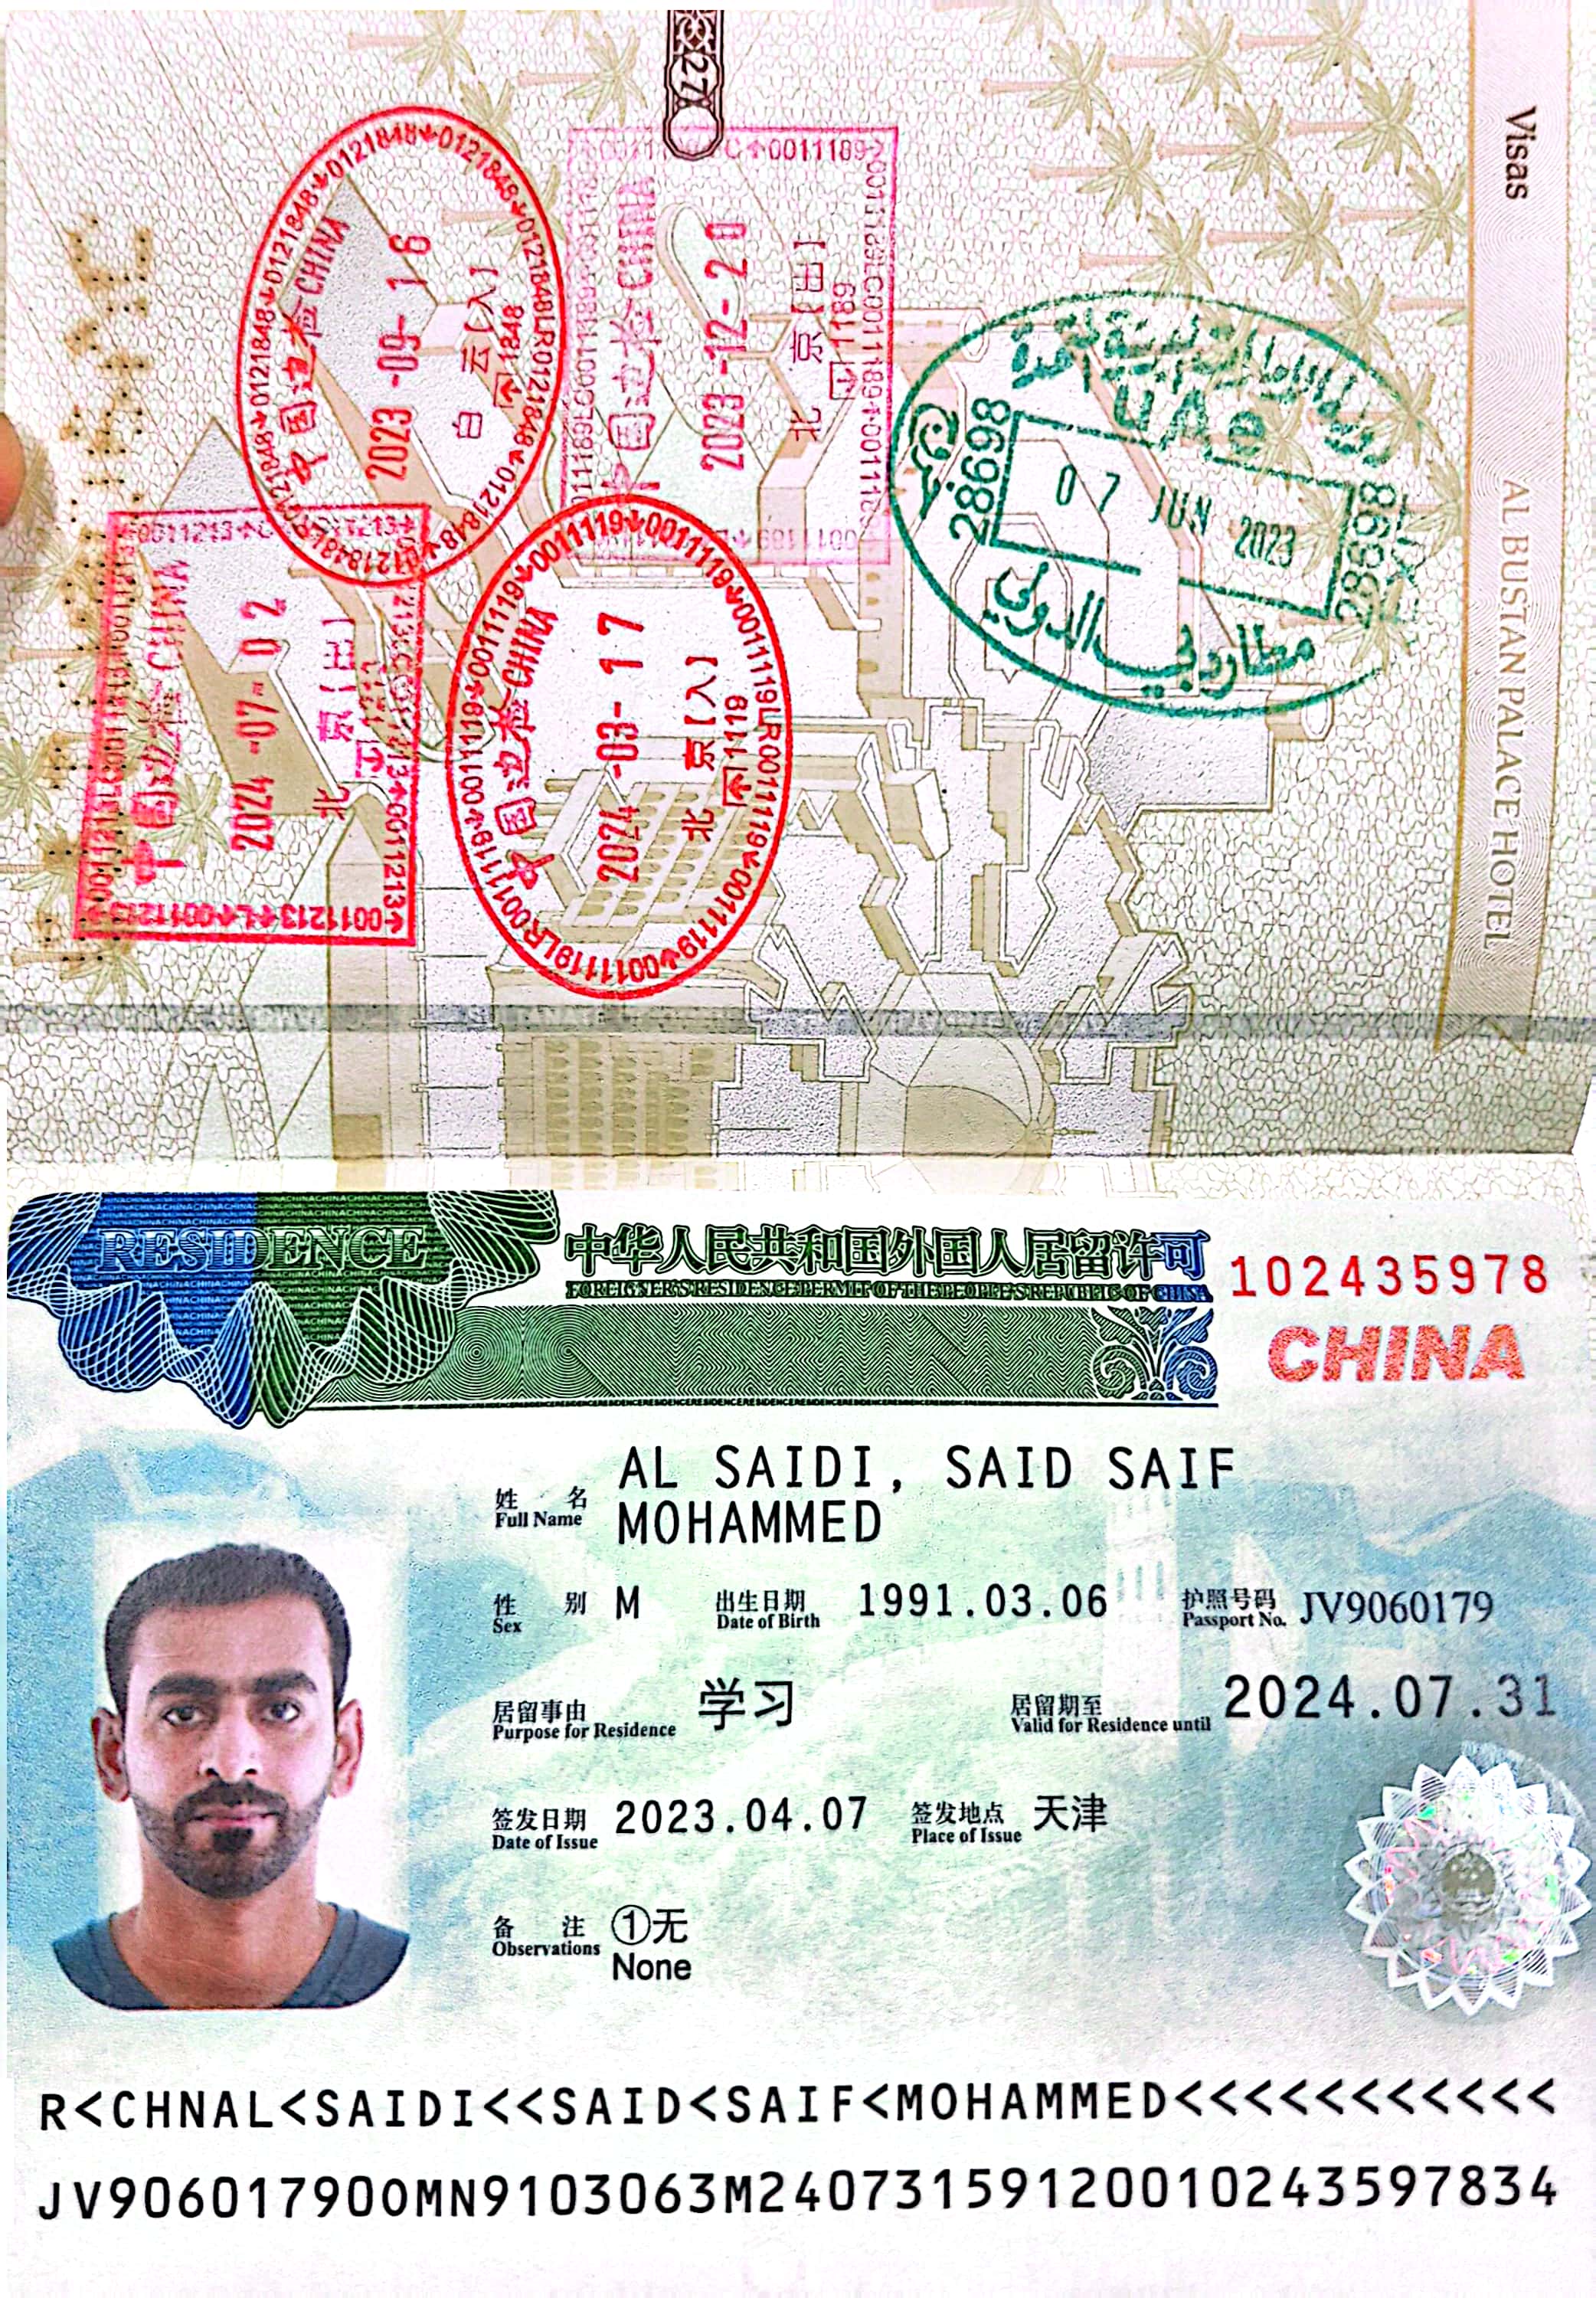 27
Visas
AL BUSTAN PALACE HOTEL
中国边检 CHINA
2023-09-16
白云[入]
1848
中国边检 CHINA
2023-12-20
北京[出]
1189
UAE
28698
07 JUN 2023
28698
مطار دبي الدولي
中国边检 CHINA
2024-07-02
北京[出]
中国边检 CHINA
2024-03-17
北京[入]
1119
RESIDENCE
中华人民共和国外国人居留许可
FOREIGNER'S RESIDENCE PERMIT OF THE PEOPLE'S REPUBLIC OF CHINA
102435978
CHINA
姓 名 AL SAIDI, SAID SAIF
Full Name MOHAMMED
性 别 M 出生日期 1991.03.06 护照号码 JV9060179
Sex Date of Birth Passport No.
居留事由 学习 居留期至 2024.07.31
Purpose for Residence Valid for Residence until
签发日期 2023.04.07 签发地点 天津
Date of Issue Place of Issue
备 注 ①无
Observations None
R<CHNAL<SAIDI<<SAID<SAIF<MOHAMMED<<<<<<<<<<<
JV906017900MN9103063M24073159120010243597834